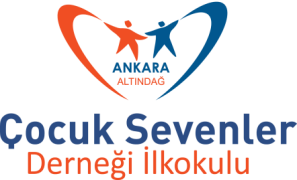 ANKARA
ALTINDAĞ
Çocuk Sevenler
Derneği İlkokulu